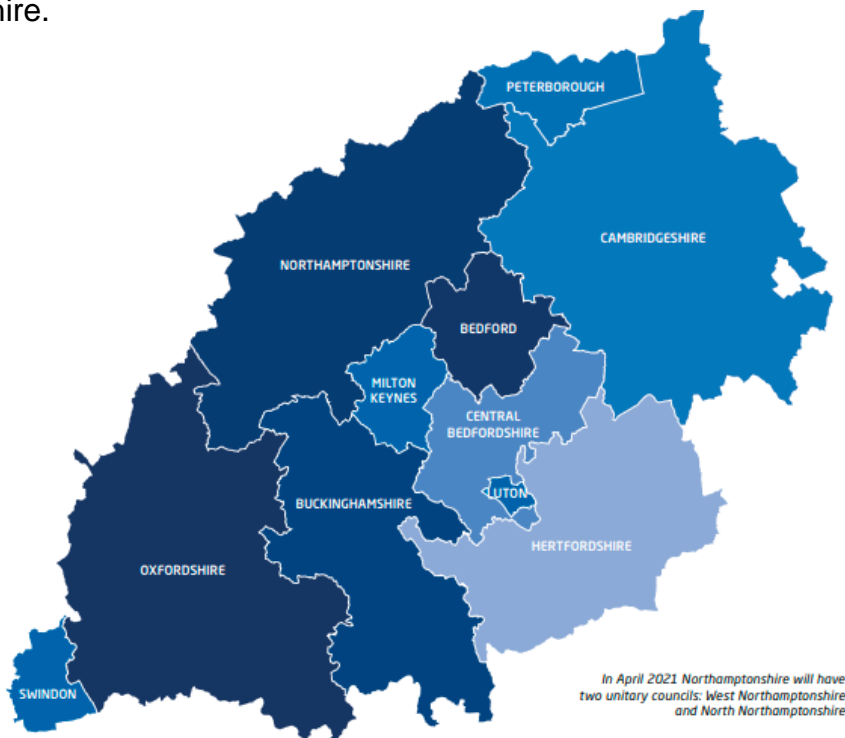 hire.
PETERBOROUGH
CAMBRIDGESHIRE
NORTHAMPTONSHIRE
BEDFORD
MILTON
KEYNES
CENTRAL
BEDFORDSHIRE
LUTON
BUCKINGHAMSHIRE
HERTFORDSHIRE
OXFORDSHIRE
SWINDON
In April 2021 Northamptonshire will have
two unitary councils: West Northamptonshire
and North Northamptonshire